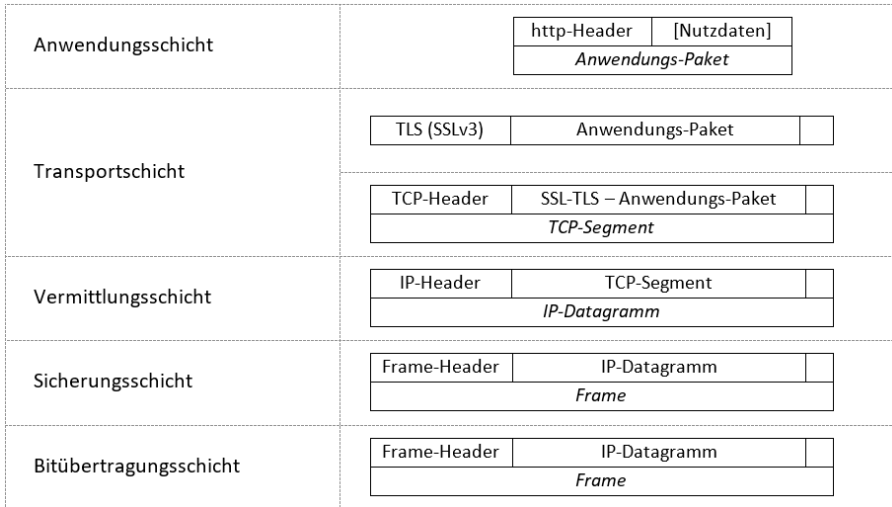 Anwendungsschicht
http-Header [Nutzdaten]
Anwendungs-Paket
Transportschicht
TLS (SSLv3) Anwendungs-Paket
TCP-Header SSL-TLS – Anwendungs-Paket
TCP-Segment
Vermittlungsschicht
IP-Header TCP-Segment
IP-Datagramm
Sicherungsschicht
Frame-Header IP-Datagramm
Frame
Bitübertragungsschicht
Frame-Header IP-Datagramm
Frame